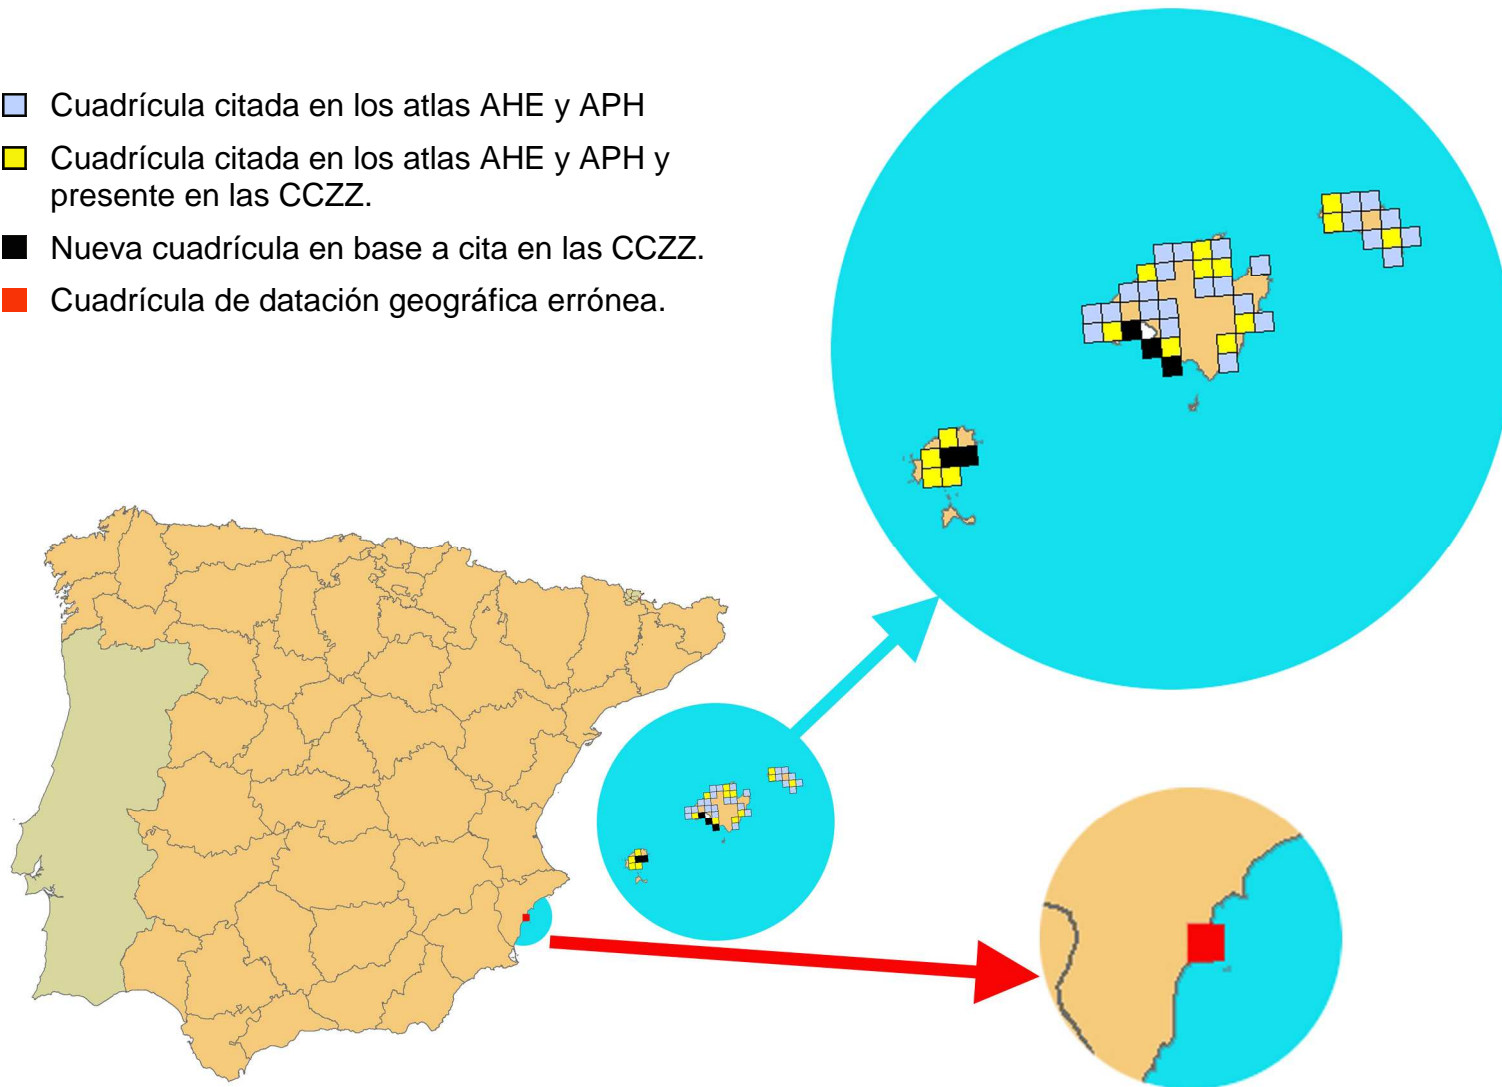 Cuadrícula citada en los atlas AHE y APH
Cuadrícula citada en los atlas AHE y APH y
presente en las CCZZ.
Nueva cuadrícula en base a cita en las CCZZ.
Cuadrícula de datación geográfica errónea.